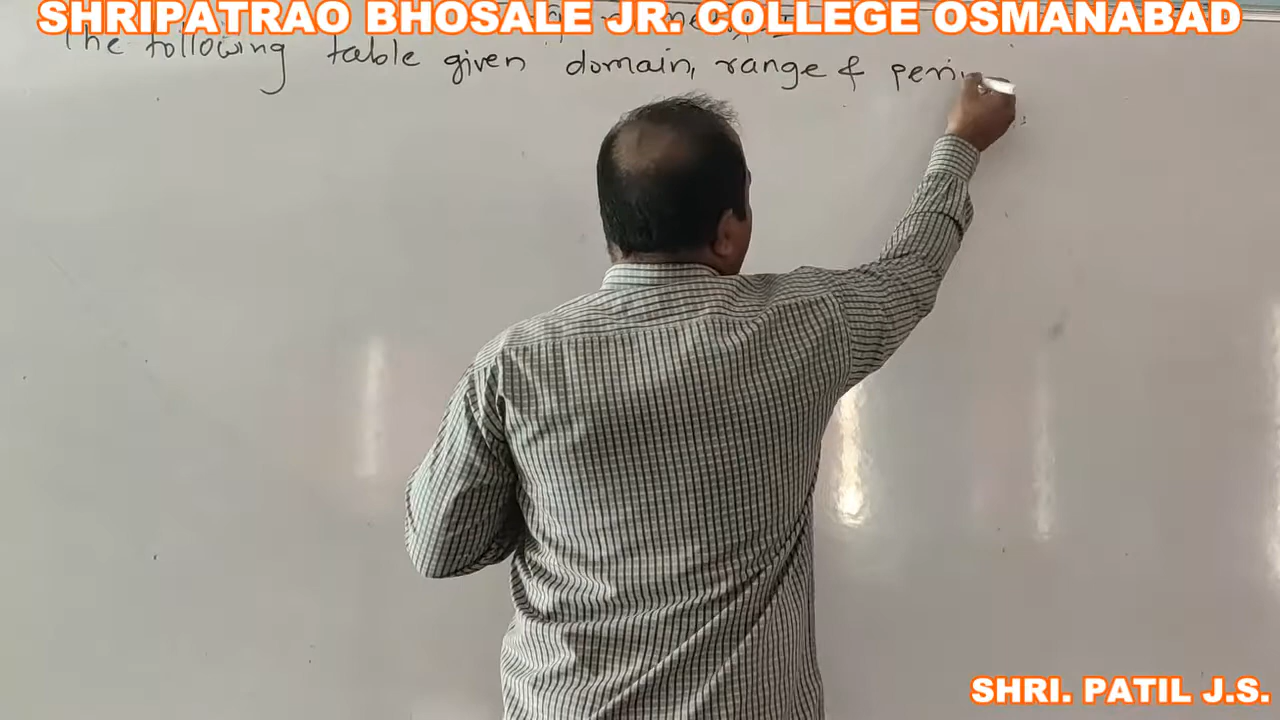 SHRIPATRAO BHOSALE JR. COLLEGE OSMANABAD
The following table given domain, range & peri
SHRI. PATIL J.S.